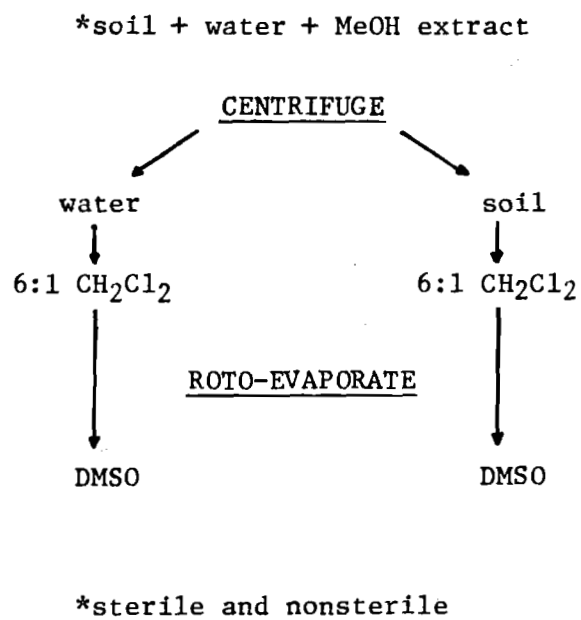 *soil + water + MeOH extract
CENTRIFUGE
water soil
6:1 CH₂Cl₂ 6:1 CH₂Cl₂
ROTO-EVAPORATE
DMSO DMSO
*sterile and nonsterile